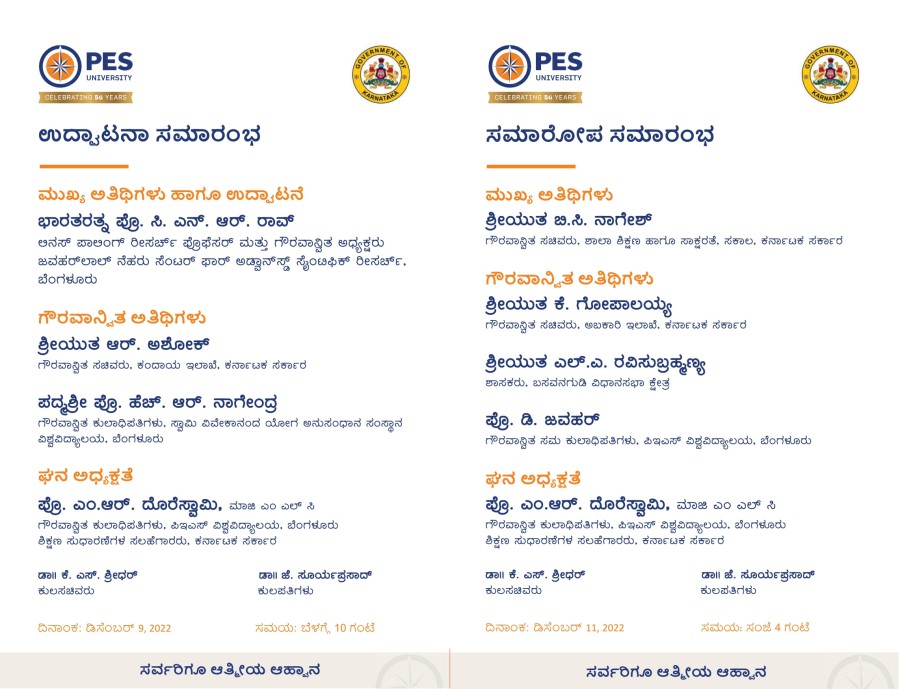 PES
UNIVERSITY
CELEBRATING 50 YEARS
GOVERNMENT OF
KARNATAKA
ಉದ್ಘಾಟನಾ ಸಮಾರಂಭ
ಮುಖ್ಯ ಅತಿಥಿಗಳು ಹಾಗೂ ಉದ್ಘಾಟನೆ
ಭಾರತರತ್ನ ಪ್ರೊ. ಸಿ. ಎನ್. ಆರ್. ರಾವ್
ಆನಸ್ ಪಾಲಿಂಗ್ ರೀಸರ್ಚ್ ಪ್ರೊಫೆಸರ್ ಮತ್ತು ಗೌರವಾನ್ವಿತ ಅಧ್ಯಕ್ಷರು
ಜವಹರ್‌ಲಾಲ್ ನೆಹರು ಸೆಂಟರ್ ಫಾರ್ ಅಡ್ವಾನ್ಸ್ಡ್ ಸೈಂಟಿಫಿಕ್ ರೀಸರ್ಚ್,
ಬೆಂಗಳೂರು
ಗೌರವಾನ್ವಿತ ಅತಿಥಿಗಳು
ಶ್ರೀಯುತ ಆರ್. ಅಶೋಕ್
ಗೌರವಾನ್ವಿತ ಸಚಿವರು, ಕಂದಾಯ ಇಲಾಖೆ, ಕರ್ನಾಟಕ ಸರ್ಕಾರ
ಪದ್ಮಶ್ರೀ ಪ್ರೊ. ಹೆಚ್. ಆರ್. ನಾಗೇಂದ್ರ
ಗೌರವಾನ್ವಿತ ಕುಲಾಧಿಪತಿಗಳು, ಸ್ವಾಮಿ ವಿವೇಕಾನಂದ ಯೋಗ ಅನುಸಂಧಾನ ಸಂಸ್ಥಾನ
ವಿಶ್ವವಿದ್ಯಾಲಯ, ಬೆಂಗಳೂರು
ಘನ ಅಧ್ಯಕ್ಷತೆ
ಪ್ರೊ. ಎಂ.ಆರ್. ದೊರೆಸ್ವಾಮಿ, ಮಾಜಿ ಎಂ ಎಲ್ ಸಿ
ಗೌರವಾನ್ವಿತ ಕುಲಾಧಿಪತಿಗಳು, ಪಿಇಎಸ್ ವಿಶ್ವವಿದ್ಯಾಲಯ, ಬೆಂಗಳೂರು
ಶಿಕ್ಷಣ ಸುಧಾರಣೆಗಳ ಸಲಹೆಗಾರರು, ಕರ್ನಾಟಕ ಸರ್ಕಾರ
ಡಾ॥ ಕೆ. ಎಸ್. ಶ್ರೀಧರ್ ಡಾ॥ ಜೆ. ಸೂರ್ಯಪ್ರಸಾದ್
ಕುಲಸಚಿವರು ಕುಲಪತಿಗಳು
ದಿನಾಂಕ: ಡಿಸೆಂಬರ್ 9, 2022 ಸಮಯ: ಬೆಳಗ್ಗೆ 10 ಗಂಟೆ
ಸರ್ವರಿಗೂ ಆತ್ಮೀಯ ಆಹ್ವಾನ
PES
UNIVERSITY
CELEBRATING 50 YEARS
GOVERNMENT OF
KARNATAKA
ಸಮಾರೋಪ ಸಮಾರಂಭ
ಮುಖ್ಯ ಅತಿಥಿಗಳು
ಶ್ರೀಯುತ ಬಿ.ಸಿ. ನಾಗೇಶ್
ಗೌರವಾನ್ವಿತ ಸಚಿವರು, ಶಾಲಾ ಶಿಕ್ಷಣ ಹಾಗೂ ಸಾಕ್ಷರತೆ, ಸಕಾಲ, ಕರ್ನಾಟಕ ಸರ್ಕಾರ
ಗೌರವಾನ್ವಿತ ಅತಿಥಿಗಳು
ಶ್ರೀಯುತ ಕೆ. ಗೋಪಾಲಯ್ಯ
ಗೌರವಾನ್ವಿತ ಸಚಿವರು, ಅಬಕಾರಿ ಇಲಾಖೆ, ಕರ್ನಾಟಕ ಸರ್ಕಾರ
ಶ್ರೀಯುತ ಎಲ್.ಎ. ರವಿಸುಬ್ರಹ್ಮಣ್ಯ
ಶಾಸಕರು, ಬಸವನಗುಡಿ ವಿಧಾನಸಭಾ ಕ್ಷೇತ್ರ
ಪ್ರೊ. ಡಿ. ಜವಹರ್
ಗೌರವಾನ್ವಿತ ಸಮ ಕುಲಾಧಿಪತಿಗಳು, ಪಿಇಎಸ್ ವಿಶ್ವವಿದ್ಯಾಲಯ, ಬೆಂಗಳೂರು
ಘನ ಅಧ್ಯಕ್ಷತೆ
ಪ್ರೊ. ಎಂ.ಆರ್. ದೊರೆಸ್ವಾಮಿ, ಮಾಜಿ ಎಂ ಎಲ್ ಸಿ
ಗೌರವಾನ್ವಿತ ಕುಲಾಧಿಪತಿಗಳು, ಪಿಇಎಸ್ ವಿಶ್ವವಿದ್ಯಾಲಯ, ಬೆಂಗಳೂರು
ಶಿಕ್ಷಣ ಸುಧಾರಣೆಗಳ ಸಲಹೆಗಾರರು, ಕರ್ನಾಟಕ ಸರ್ಕಾರ
ಡಾ॥ ಕೆ. ಎಸ್. ಶ್ರೀಧರ್ ಡಾ॥ ಜೆ. ಸೂರ್ಯಪ್ರಸಾದ್
ಕುಲಸಚಿವರು ಕುಲಪತಿಗಳು
ದಿನಾಂಕ: ಡಿಸೆಂಬರ್ 11, 2022 ಸಮಯ: ಸಂಜೆ 4 ಗಂಟೆ
ಸರ್ವರಿಗೂ ಆತ್ಮೀಯ ಆಹ್ವಾನ